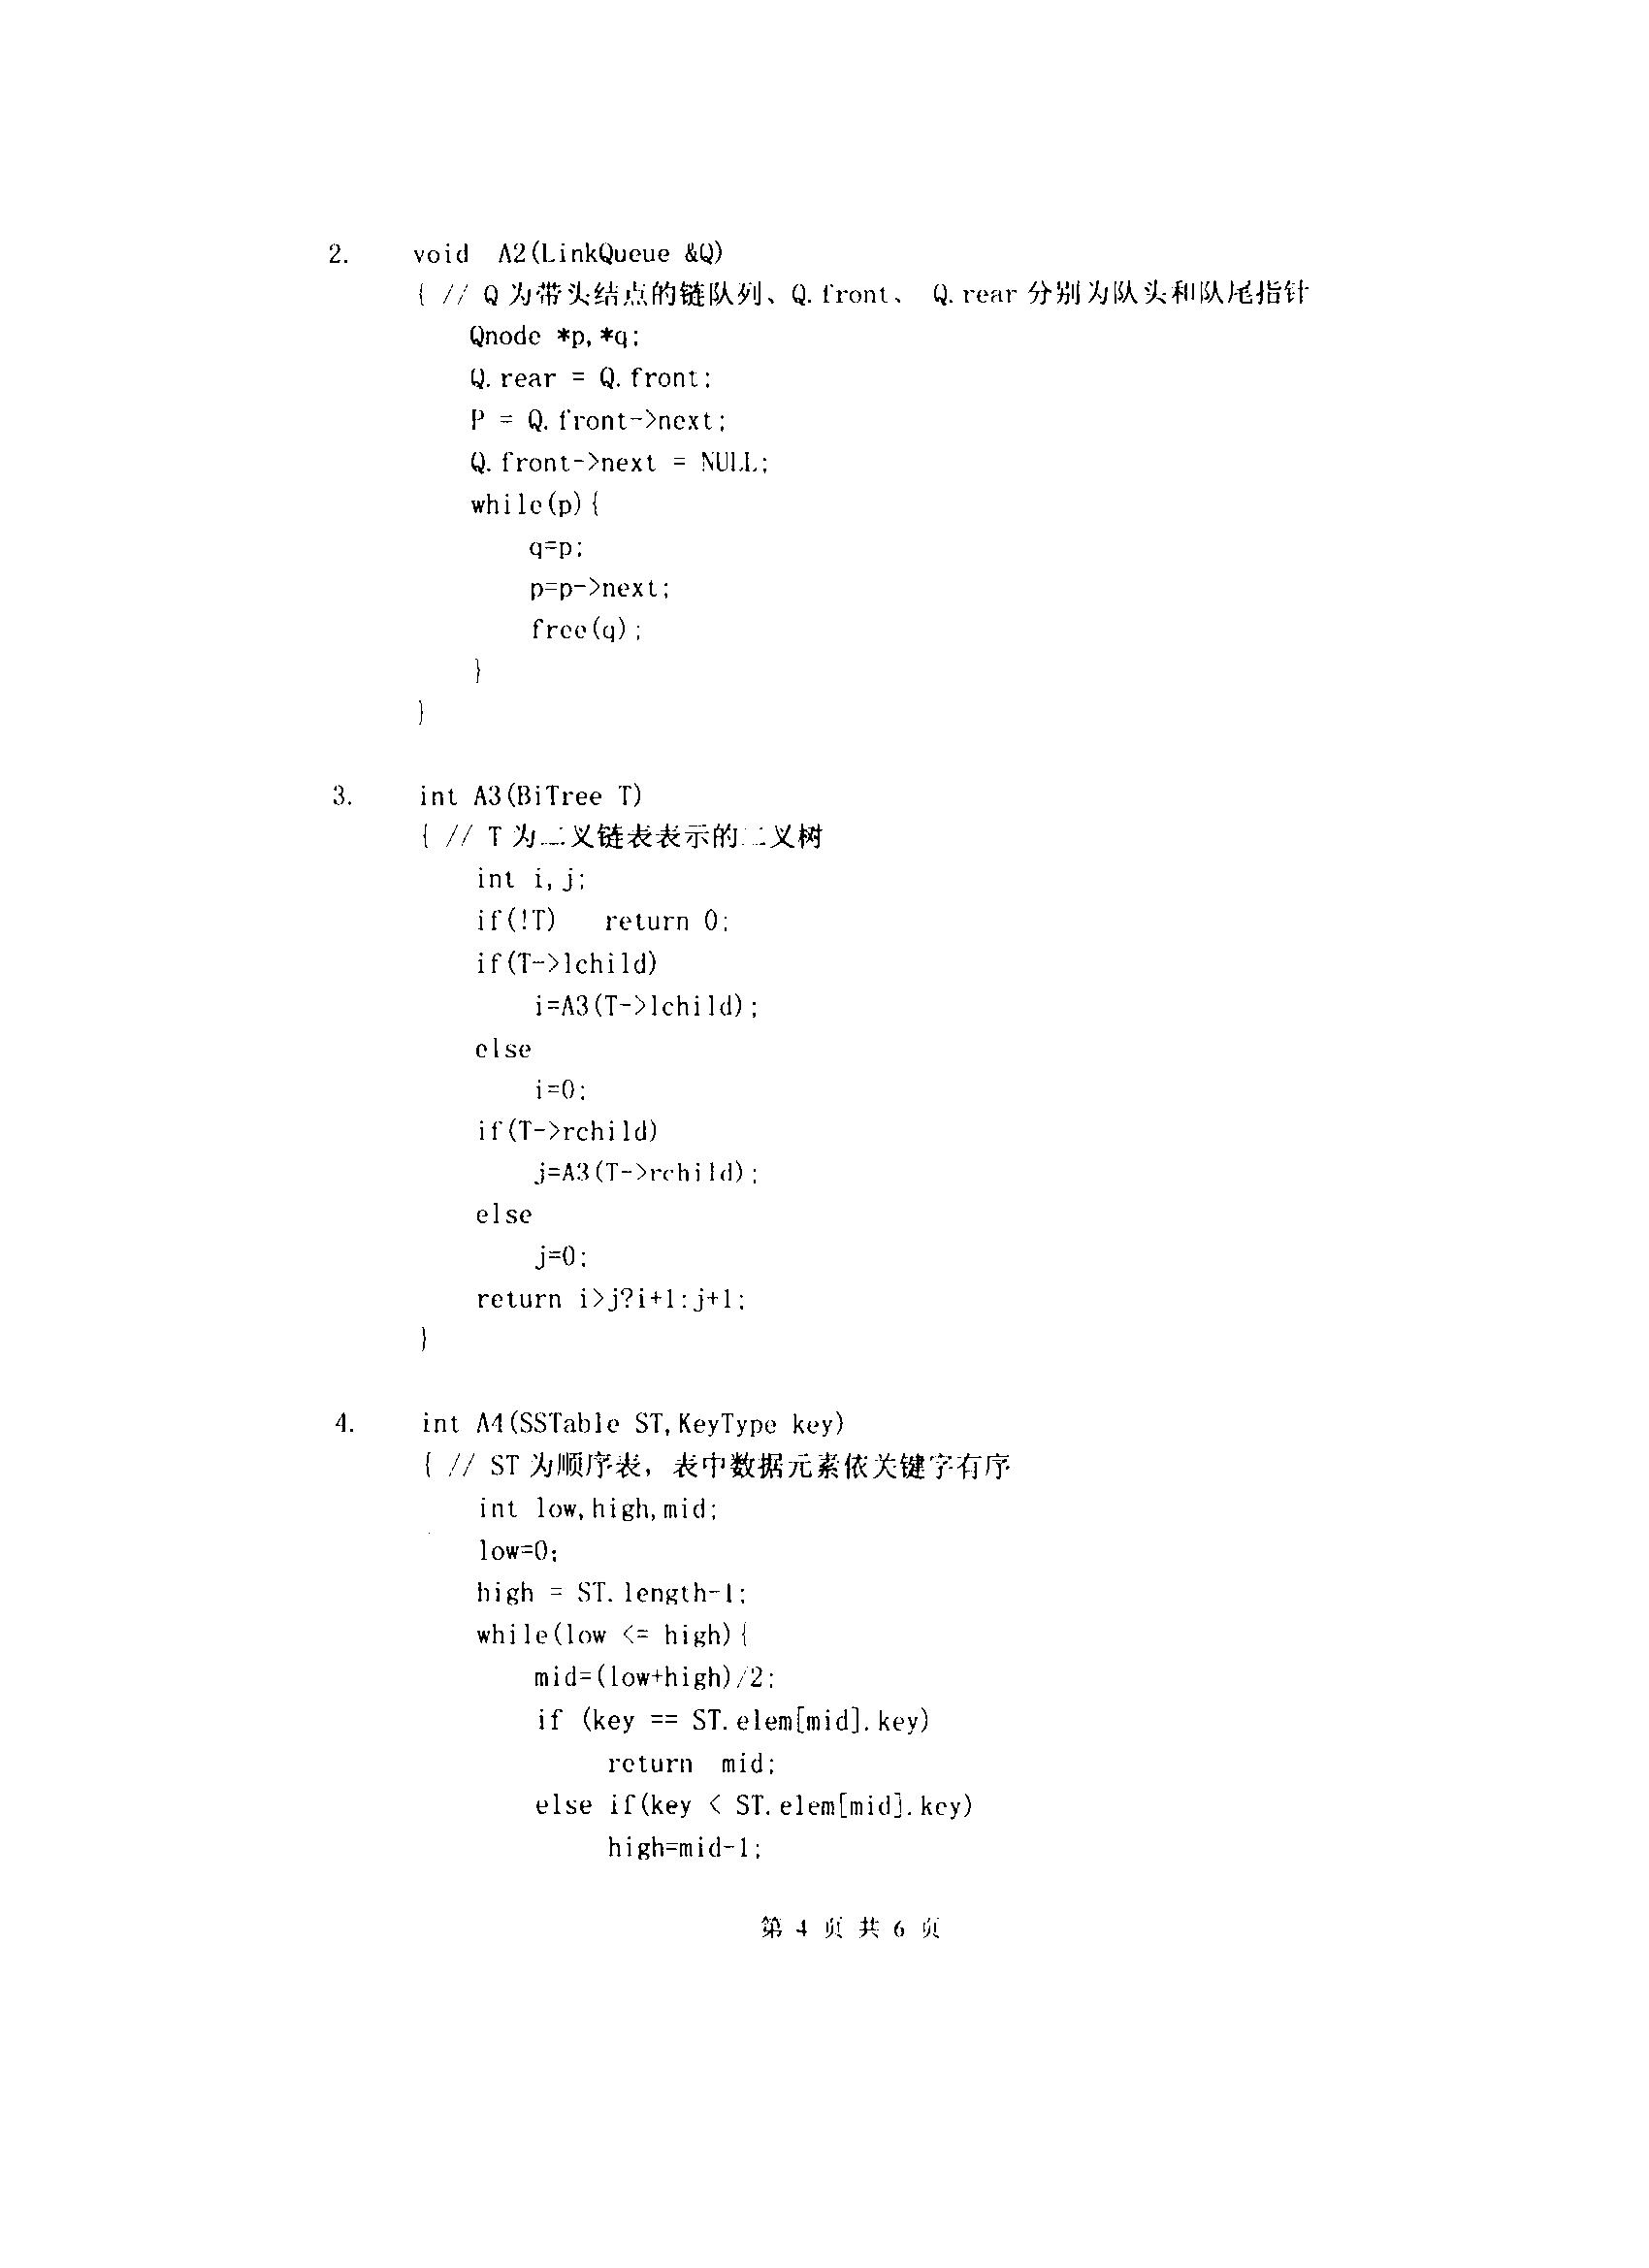 2. void A2(LinkQueue &Q)
{ // Q 为带头结点的链队列、Q.front、 Q.rear 分别为队头和队尾指针
Qnode *p,*q;
Q.rear = Q.front;
P = Q.front->next;
Q.front->next = NULL;
while(p){
q=p;
p=p->next;
free(q);
}
}
3. int A3(BiTree T)
{ // T 为二义链表表示的二义树
int i,j;
if(!T) return 0;
if(T->lchild)
i=A3(T->lchild);
else
i=0;
if(T->rchild)
j=A3(T->rchild);
else
j=0;
return i>j?i+1:j+1;
}
4. int A4(SSTable ST,KeyType key)
{ // ST 为顺序表，表中数据元素依关键字有序
int low,high,mid;
low=0;
high = ST.length-1;
while(low <= high){
mid=(low+high)/2;
if (key == ST.elem[mid].key)
return mid;
else if(key < ST.elem[mid].key)
high=mid-1;
第 4 页 共 6 页